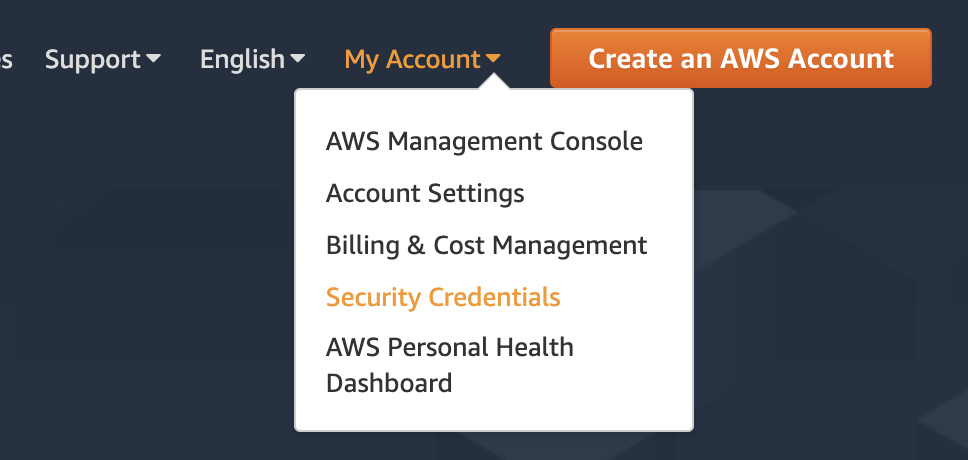 Support
English
My Account
Create an AWS Account
AWS Management Console
Account Settings
Billing & Cost Management
Security Credentials
AWS Personal Health
Dashboard